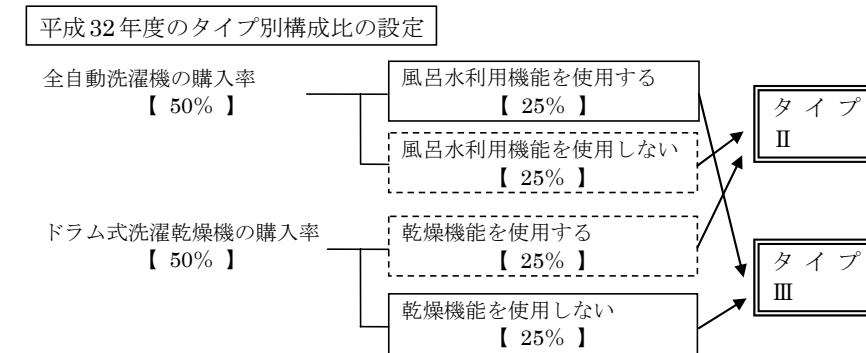 平成32年度のタイプ別構成比の設定
全自動洗濯機の購入率
【 50% 】
風呂水利用機能を使用する
【 25% 】
風呂水利用機能を使用しない
【 25% 】
タイプ
Ⅱ
ドラム式洗濯乾燥機の購入率
【 50% 】
乾燥機能を使用する
【 25% 】
乾燥機能を使用しない
【 25% 】
タイプ
Ⅲ